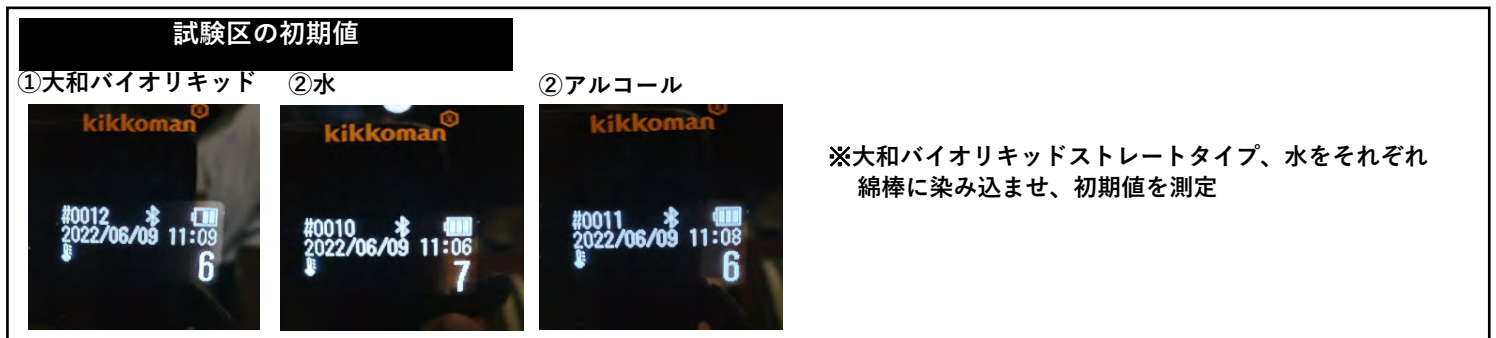 試験区の初期値
①大和バイオリキッド
②水
②アルコール
kikkoman
#0012
2022/06/09 11:09
6
kikkoman
#0010
2022/06/09 11:06
7
kikkoman
#0011
2022/06/09 11:08
6
※大和バイオリキッドストレートタイプ、水をそれぞれ
綿棒に染み込ませ、初期値を測定